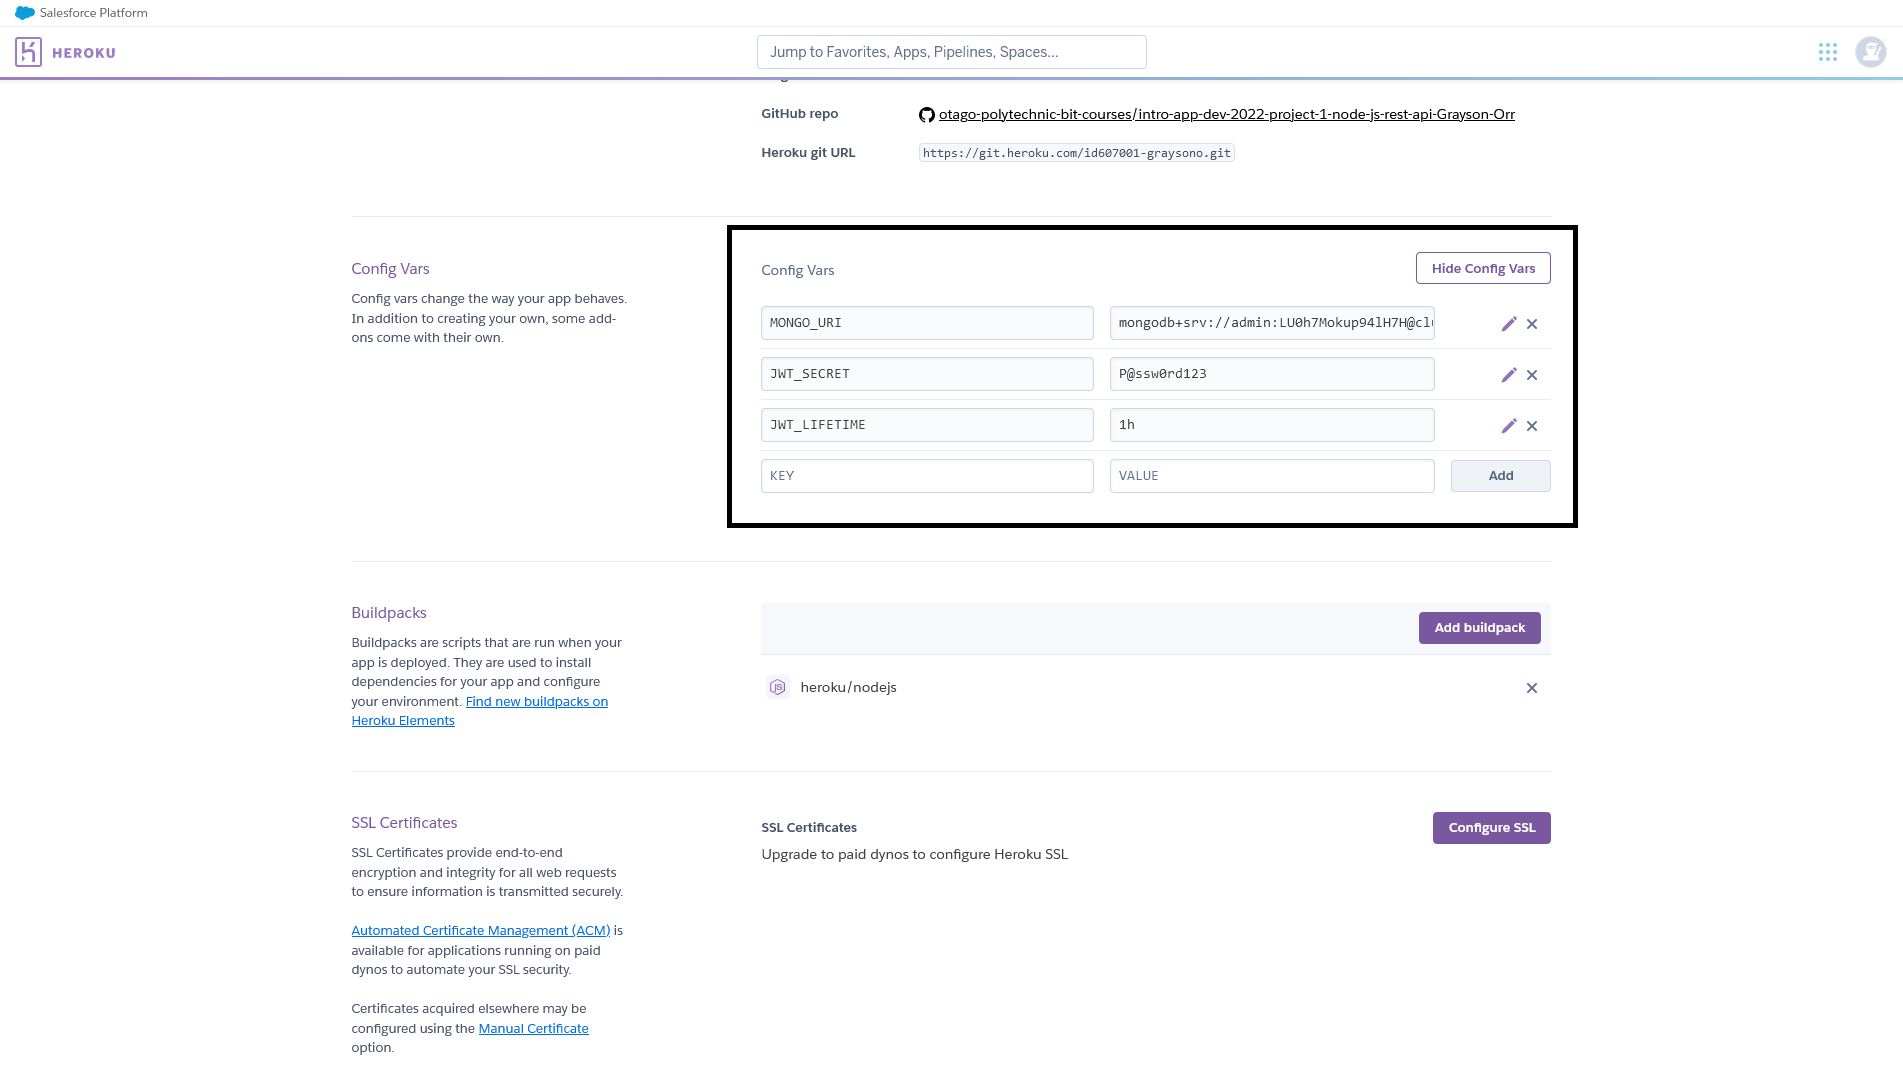 Salesforce Platform
HEROKU
Jump to Favorites, Apps, Pipelines, Spaces...
GitHub repo
otago-polytechnic-bit-courses/intro-app-dev-2022-project-1-node-js-rest-api-Grayson-Orr
Heroku git URL
https://git.heroku.com/id607001-graysono.git
Config Vars
Config vars change the way your app behaves.
In addition to creating your own, some add-
ons come with their own.
Config Vars
Hide Config Vars
MONGO_URI
mongodb+srv://admin:LU0h7Mokup94lH7H@clu
JWT_SECRET
P@ssw0rd123
JWT_LIFETIME
1h
KEY
VALUE
Add
Buildpacks
Buildpacks are scripts that are run when your
app is deployed. They are used to install
dependencies for your app and configure
your environment. Find new buildpacks on
Heroku Elements
Add buildpack
heroku/nodejs
SSL Certificates
SSL Certificates provide end-to-end
encryption and integrity for all web requests
to ensure information is transmitted securely.
Automated Certificate Management (ACM) is
available for applications running on paid
dynos to automate your SSL security.
Certificates acquired elsewhere may be
configured using the Manual Certificate
option.
SSL Certificates
Upgrade to paid dynos to configure Heroku SSL
Configure SSL